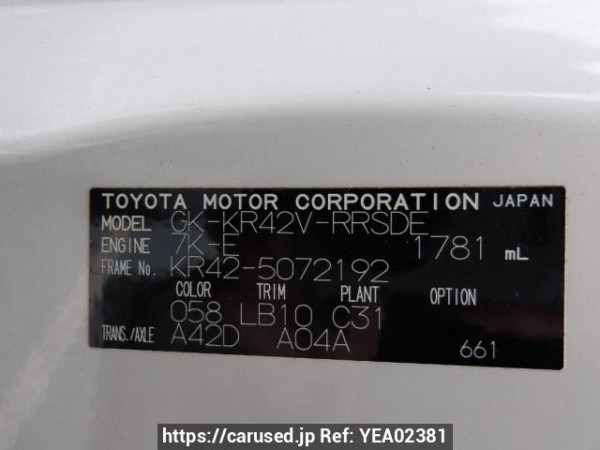 TOYOTA MOTOR CORPORATION JAPAN
MODEL GK-KR42V-RRSDE
ENGINE 7K-E 1781 mL
FRAME No. KR42-5072192
COLOR TRIM PLANT OPTION
058 LB10 C31
TRANS./AXLE A42D A04A 661
https://carused.jp Ref: YEA02381